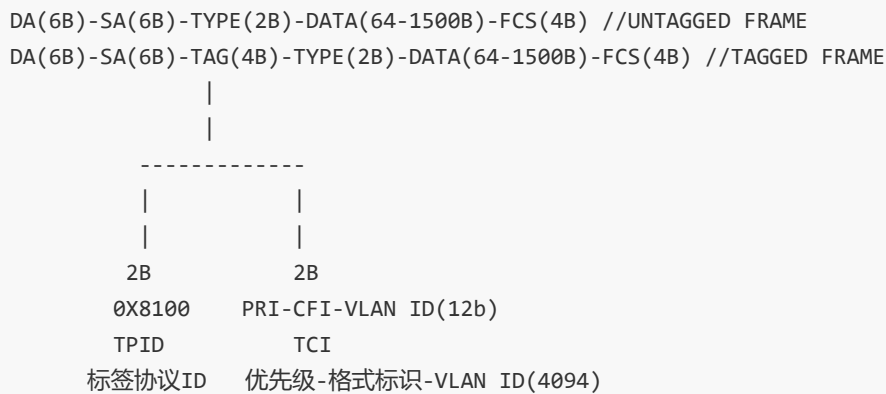 DA(6B)-SA(6B)-TYPE(2B)-DATA(64-1500B)-FCS(4B) //UNTAGGED FRAME
DA(6B)-SA(6B)-TAG(4B)-TYPE(2B)-DATA(64-1500B)-FCS(4B) //TAGGED FRAME
|
|
-------------
| |
| |
2B 2B
0X8100 PRI-CFI-VLAN ID(12b)
TPID TCI
标签协议ID 优先级-格式标识-VLAN ID(4094)